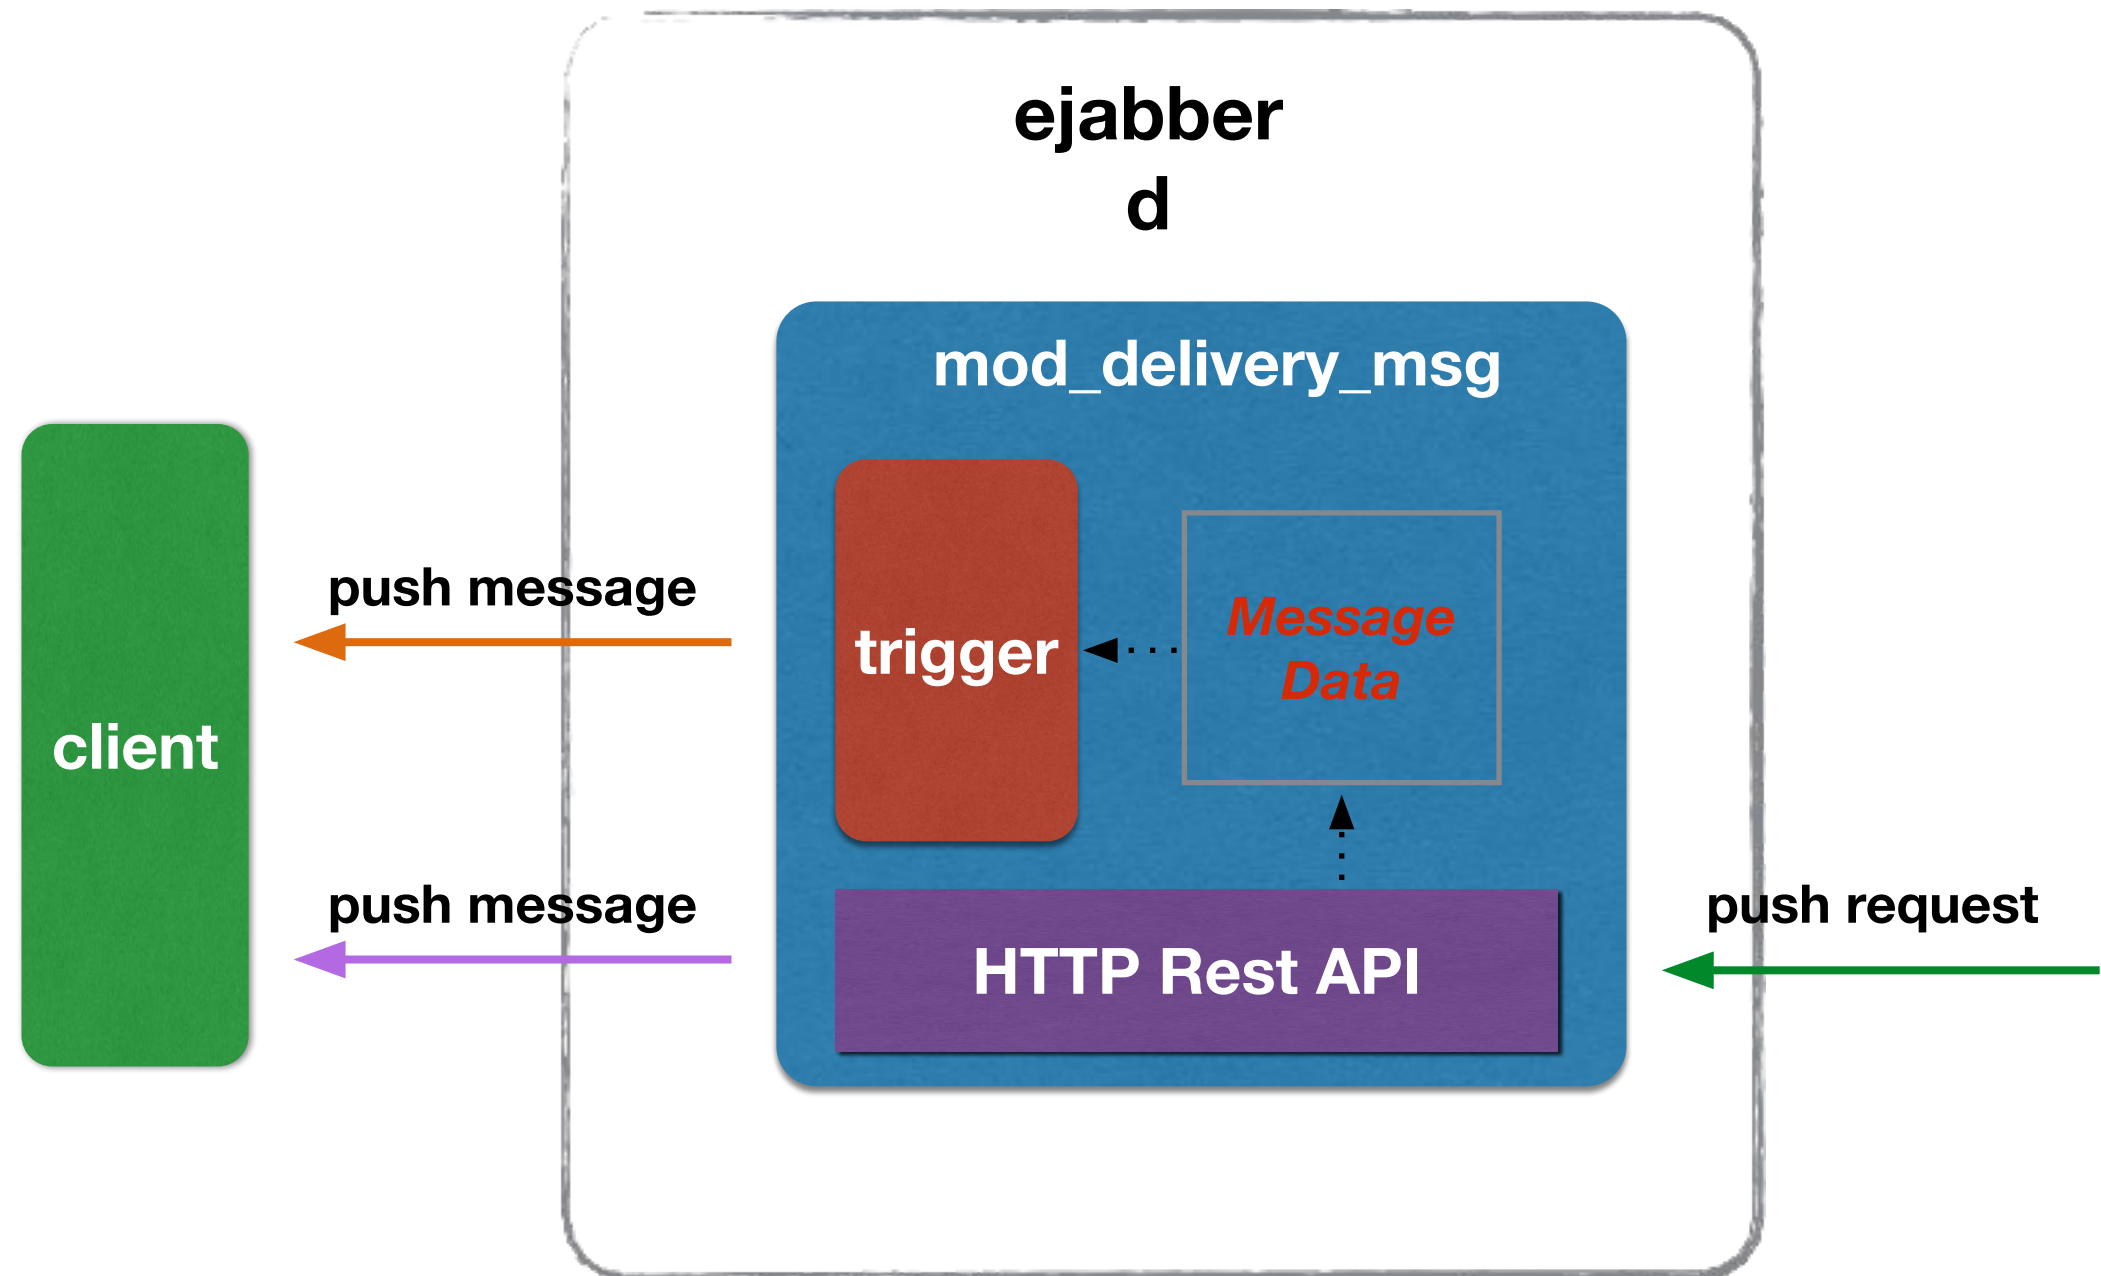 ejabber
d
mod_delivery_msg
push message
trigger
Message
Data
client
push message
HTTP Rest API
push request